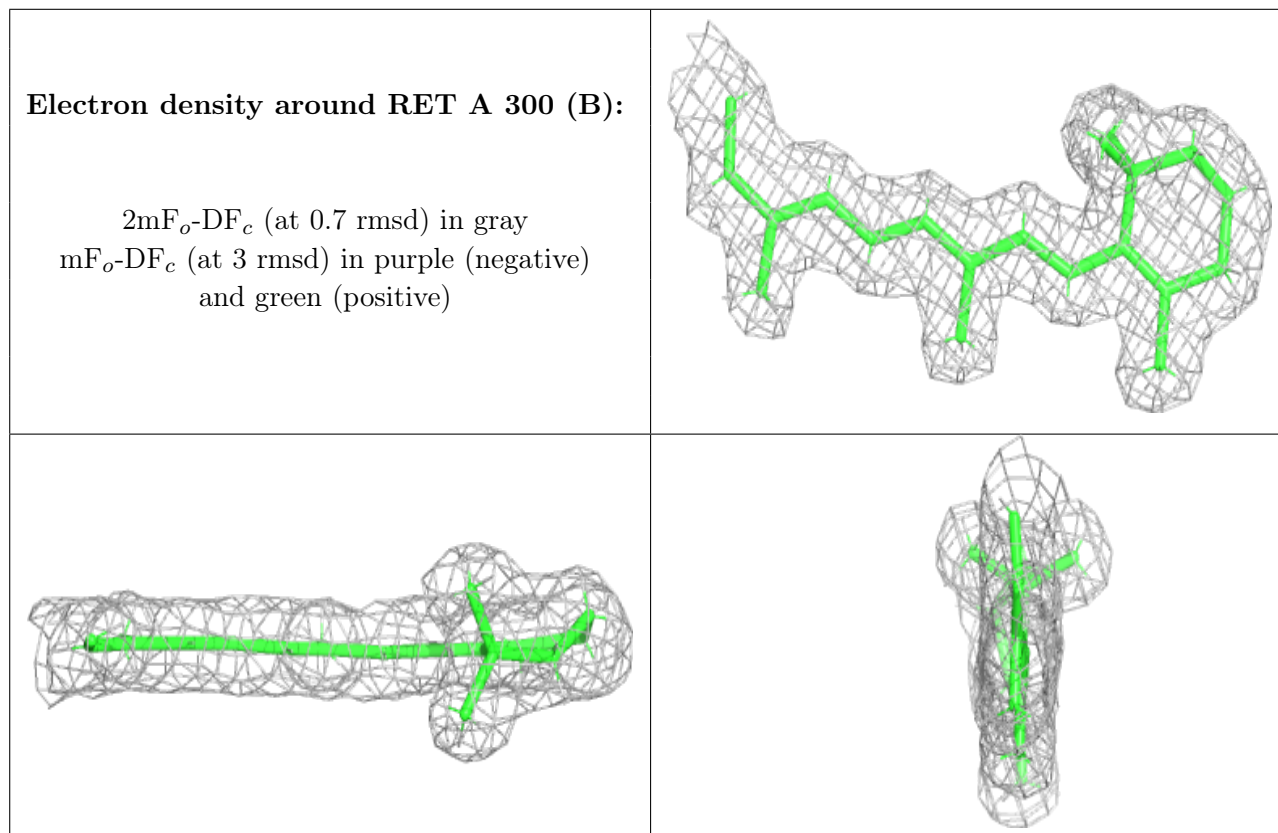 Electron density around RET A 300 (B):
2mFₒ-DF𝒸 (at 0.7 rmsd) in gray
mFₒ-DF𝒸 (at 3 rmsd) in purple (negative)
and green (positive)